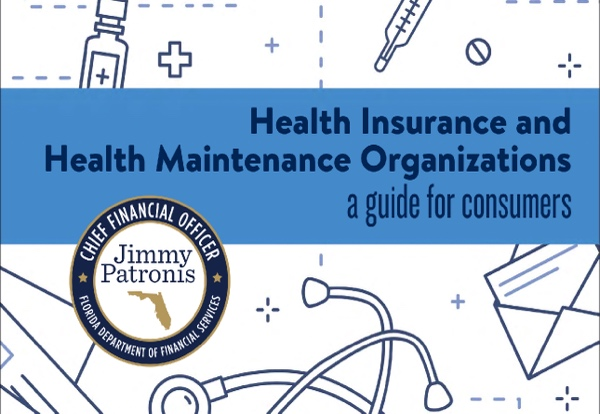 Health Insurance and
Health Maintenance Organizations
a guide for consumers
CHIEF FINANCIAL OFFICER
Jimmy
Patronis
FLORIDA DEPARTMENT OF FINANCIAL SERVICES